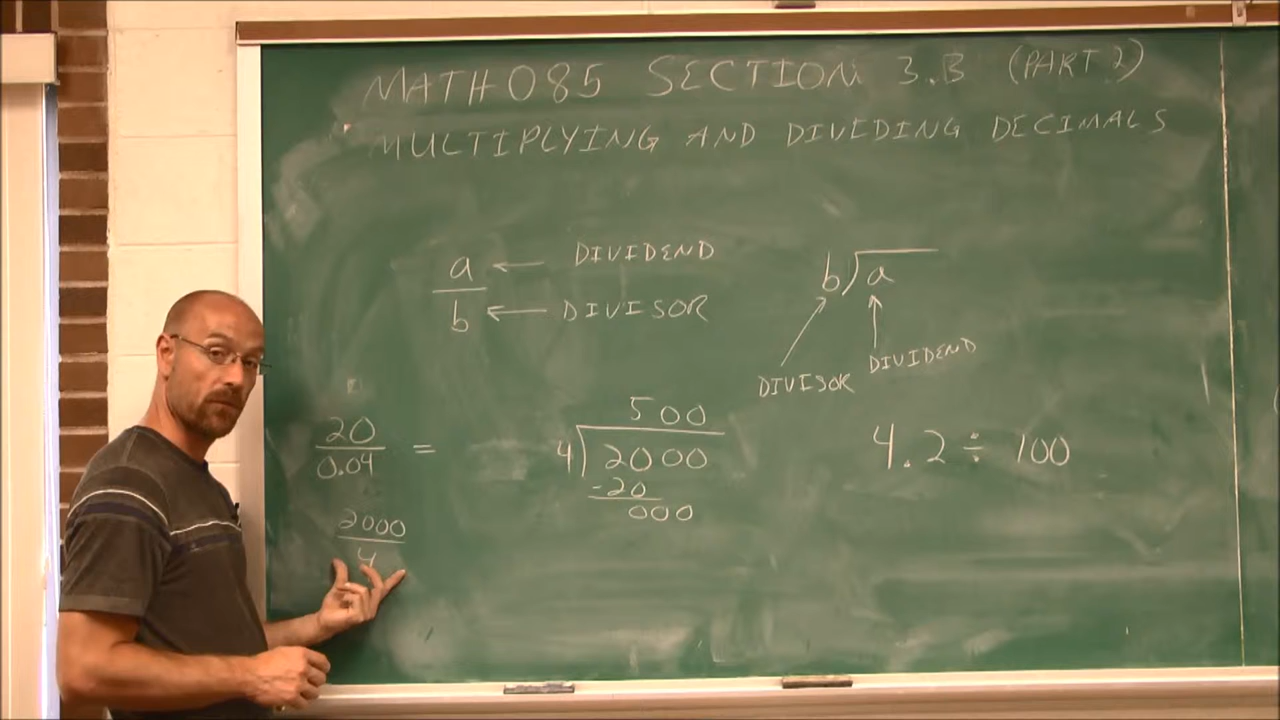 MATH 085 SECTION 3.B (PART 2)
MULTIPLYING AND DIVIDING DECIMALS
a ← DIVIDEND
b ← DIVISOR
b)a
DIVISOR
DIVIDEND
20
0.04
=
2000
4
500
4)2000
-20
000
4.2 ÷ 100